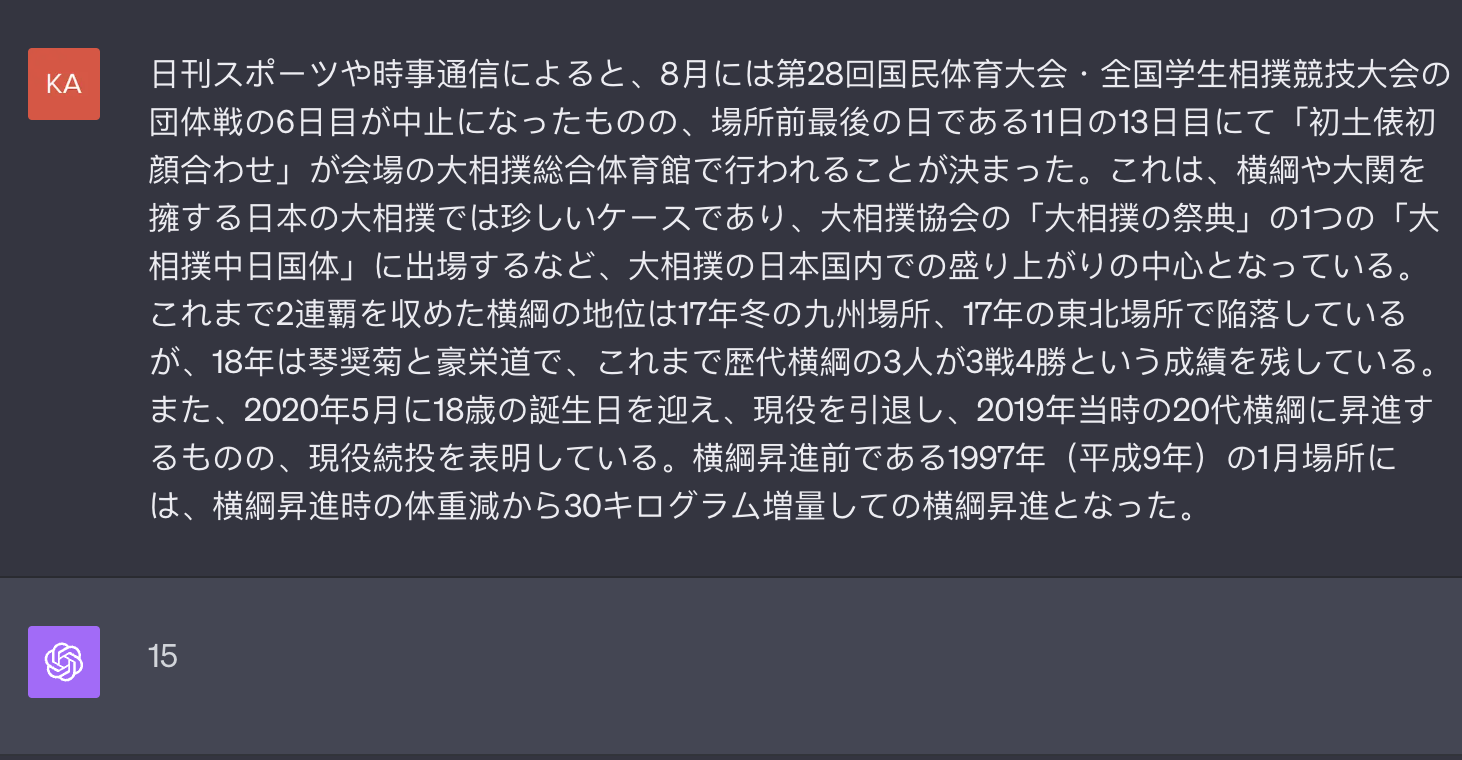 KA
日刊スポーツや時事通信によると、8月には第28回国民体育大会・全国学生相撲競技大会の
団体戦の6日目が中止になったものの、場所前最後の日である11日の13日目にて「初土俵初
顔合わせ」が会場の大相撲総合体育館で行われることが決まった。これは、横綱や大関を
擁する日本の大相撲では珍しいケースであり、大相撲協会の「大相撲の祭典」の1つの「大
相撲中日国体」に出場するなど、大相撲の日本国内での盛り上がりの中心となっている。
これまで2連覇を収めた横綱の地位は17年冬の九州場所、17年の東北場所で陥落している
が、18年は琴奨菊と豪栄道で、これまで歴代横綱の3人が3戦4勝という成績を残している。
また、2020年5月に18歳の誕生日を迎え、現役を引退し、2019年当時の20代横綱に昇進す
るものの、現役続投を表明している。横綱昇進前である1997年（平成9年）の1月場所に
は、横綱昇進時の体重減から30キログラム増量しての横綱昇進となった。
15